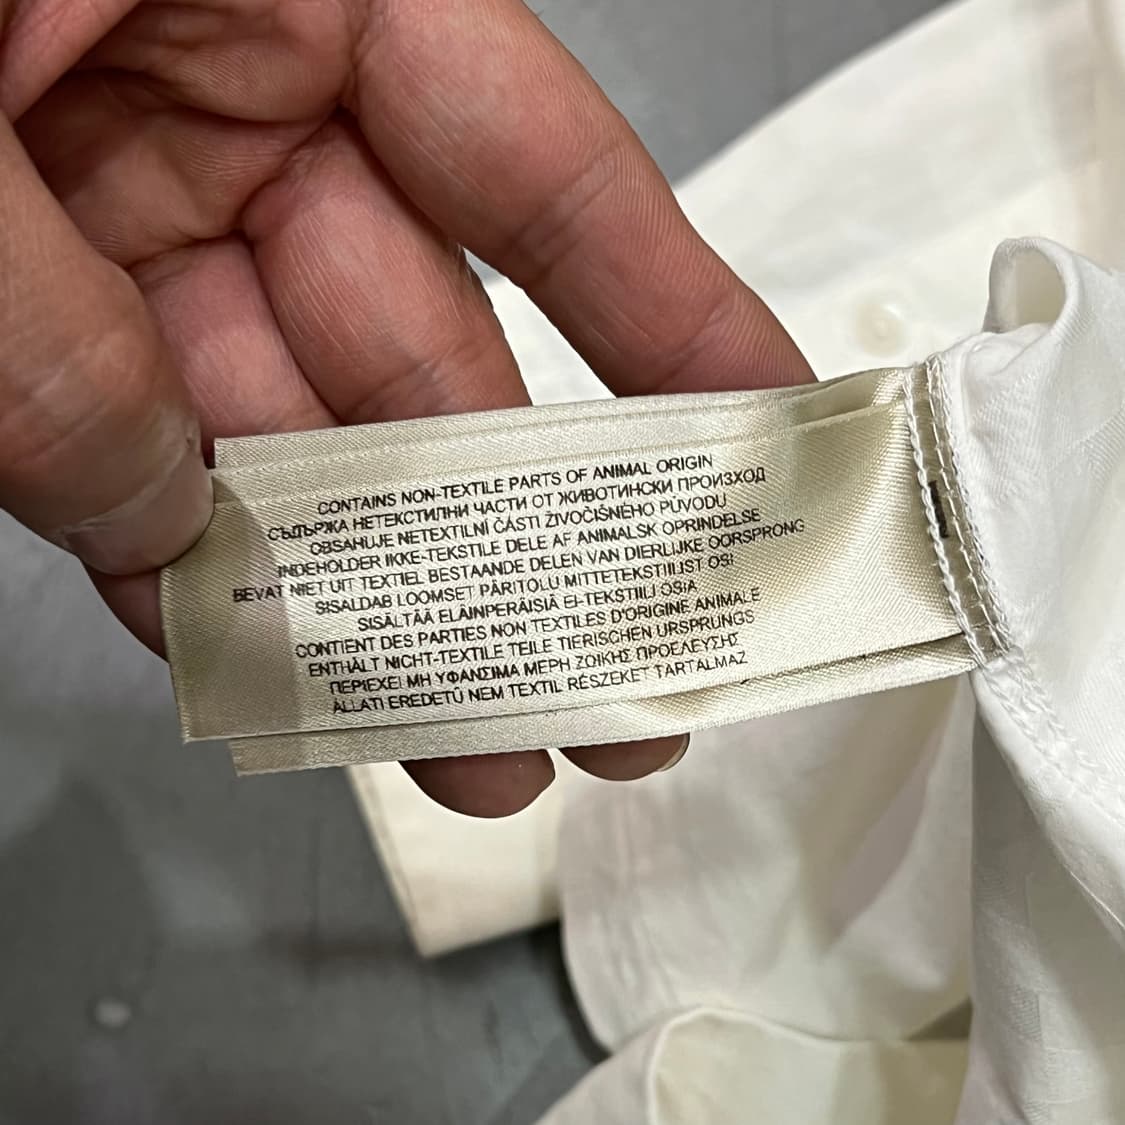 CONTAINS NON-TEXTILE PARTS OF ANIMAL ORIGIN
СЪДЪРЖА НЕТЕКСТИЛНИ ЧАСТИ ОТ ЖИВОТИНСКИ ПРОИЗХОД
OBSAHUJE NETEXTILNÍ ČÁSTI ŽIVOČIŠNÉHO PŮVODU
INDEHOLDER IKKE-TEKSTILE DELE AF ANIMALSK OPRINDELSE
BEVAT NIET UIT TEXTIEL BESTAANDE DELEN VAN DIERLIJKE OORSPRONG
SISALDAB LOOMSET PÄRITOLU MITTETEKSTIILIST OSI
SISÄLTÄÄ ELÄINPERÄISIÄ EI-TEKSTIILI OSIA
CONTIENT DES PARTIES NON TEXTILES D'ORIGINE ANIMALE
ENTHÄLT NICHT-TEXTILE TEILE TIERISCHEN URSPRUNGS
ΠΕΡΙΕΧΕΙ ΜΗ ΥΦΑΝΣΙΜΑ ΜΕΡΗ ΖΩΙΚΗΣ ΠΡΟΕΛΕΥΣΗΣ
ÁLLATI EREDETŰ NEM TEXTIL RÉSZEKET TARTALMAZ